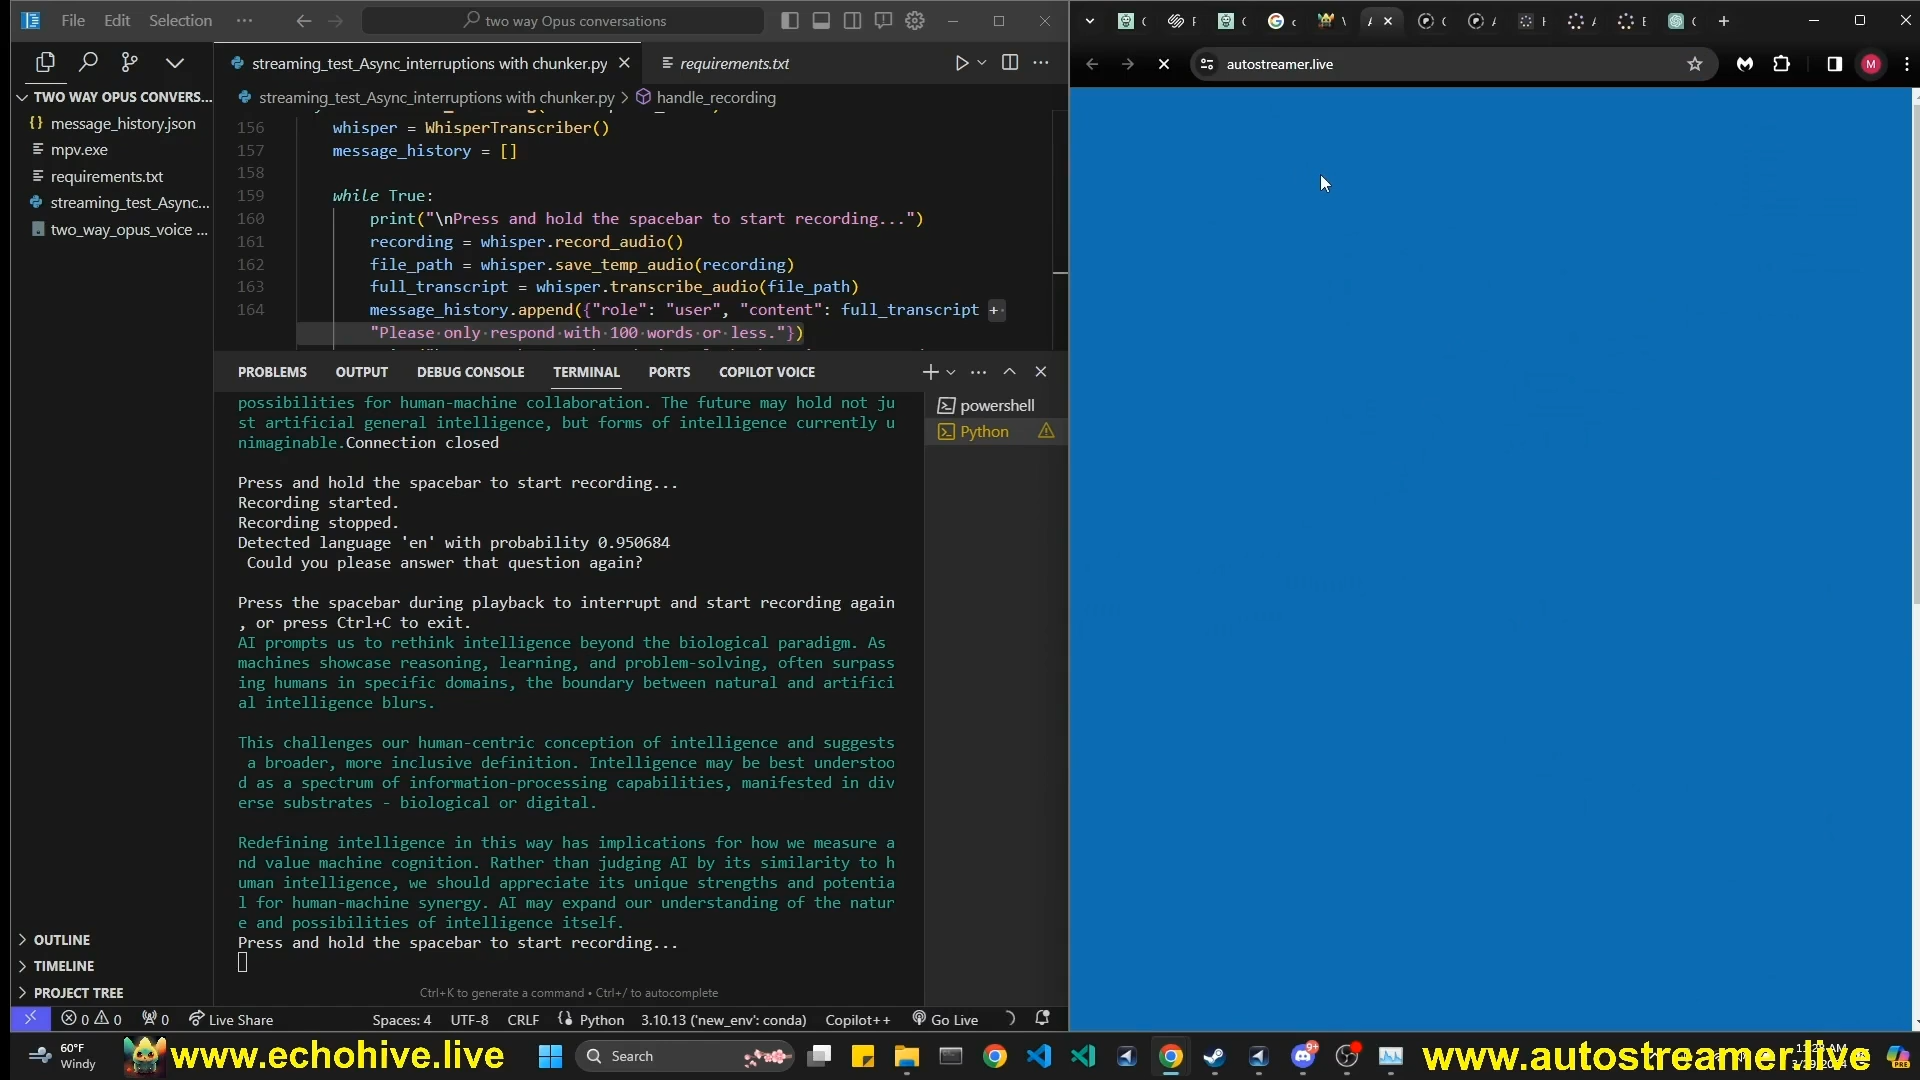 File Edit Selection ··· two way Opus conversations
streaming_test_Async_interruptions with chunker.py
requirements.txt
autostreamer.live
M
TWO WAY OPUS CONVERS...
message_history.json
mpv.exe
requirements.txt
streaming_test_Async...
two_way_opus_voice ...
streaming_test_Async_interruptions with chunker.py > handle_recording
156 whisper = WhisperTranscriber()
157 message_history = []
158
159 while True:
160 print("\nPress and hold the spacebar to start recording...")
161 recording = whisper.record_audio()
162 file_path = whisper.save_temp_audio(recording)
163 full_transcript = whisper.transcribe_audio(file_path)
164 message_history.append({"role": "user", "content": full_transcript +
"Please only respond with 100 words or less."})
PROBLEMS OUTPUT DEBUG CONSOLE TERMINAL PORTS COPILOT VOICE
powershell
Python
possibilities for human-machine collaboration. The future may hold not ju
st artificial general intelligence, but forms of intelligence currently u
nimaginable.Connection closed
Press and hold the spacebar to start recording...
Recording started.
Recording stopped.
Detected language 'en' with probability 0.950684
Could you please answer that question again?
Press the spacebar during playback to interrupt and start recording again
, or press Ctrl+C to exit.
AI prompts us to rethink intelligence beyond the biological paradigm. As
machines showcase reasoning, learning, and problem-solving, often surpass
ing humans in specific domains, the boundary between natural and artifici
al intelligence blurs.
This challenges our human-centric conception of intelligence and suggests
a broader, more inclusive definition. Intelligence may be best understoo
d as a spectrum of information-processing capabilities, manifested in div
erse substrates - biological or digital.
Redefining intelligence in this way has implications for how we measure a
nd value machine cognition. Rather than judging AI by its similarity to h
uman intelligence, we should appreciate its unique strengths and potentia
l for human-machine synergy. AI may expand our understanding of the natur
e and possibilities of intelligence itself.
Press and hold the spacebar to start recording...
Ctrl+K to generate a command • Ctrl+/ to autocomplete
OUTLINE
TIMELINE
PROJECT TREE
0 0 0 Live Share Spaces: 4 UTF-8 CRLF Python 3.10.13 ('new_env': conda) Copilot++ Go Live
60°F
Windy
www.echohive.live
Search
9+
www.autostreamer.live
PRE